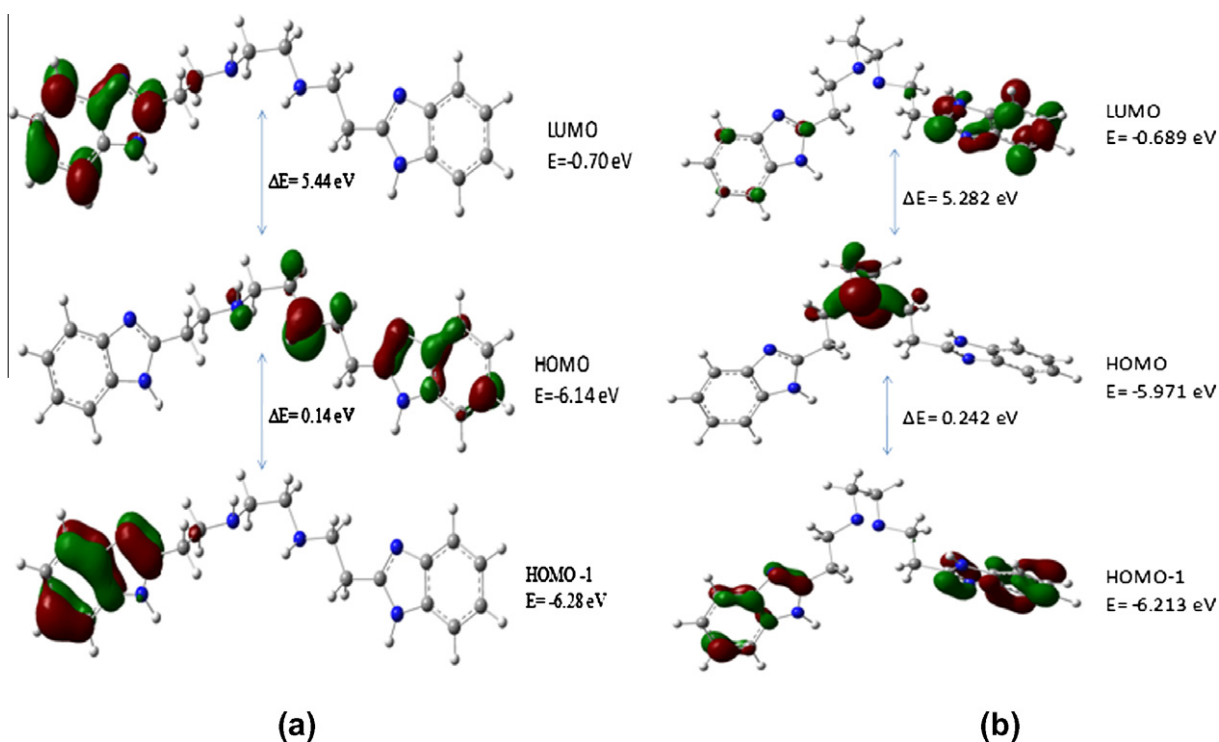 LUMO
E=-0.70 eV
ΔE= 5.44 eV
HOMO
E=-6.14 eV
ΔE= 0.14 eV
HOMO -1
E= -6.28 eV
(a)
LUMO
E= -0.689 eV
ΔE= 5.282 eV
HOMO
E= -5.971 eV
ΔE= 0.242 eV
HOMO-1
E= -6.213 eV
(b)